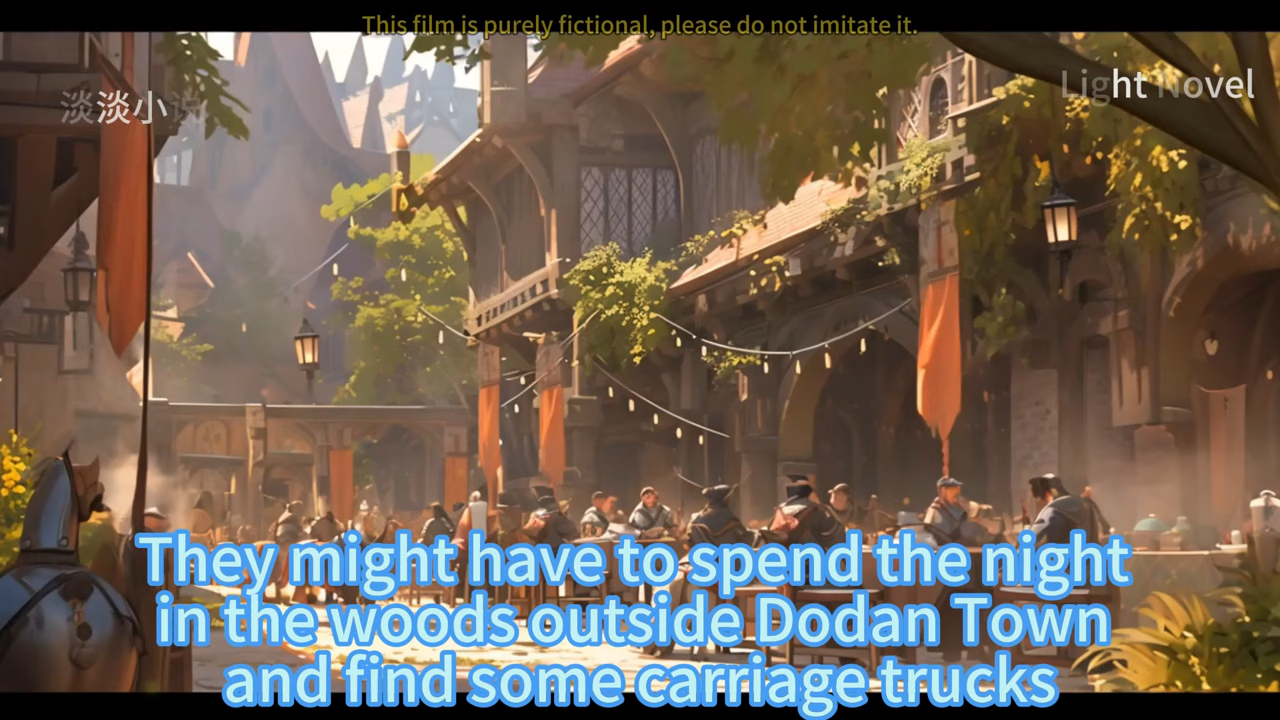 This film is purely fictional, please do not imitate it.
淡淡小说
Light Novel
They might have to spend the night
in the woods outside Dodan Town
and find some carriage trucks